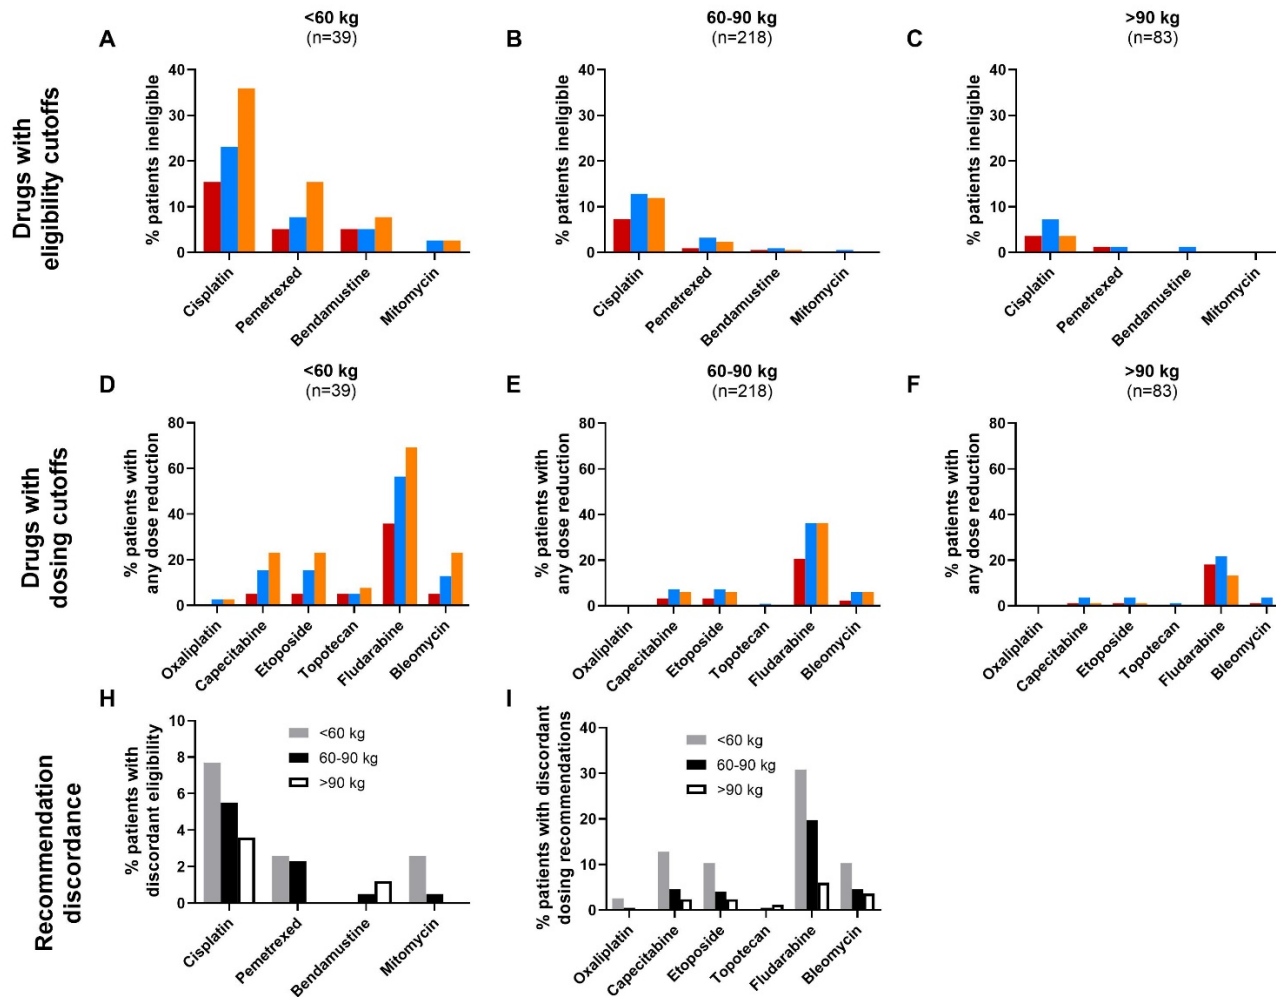 <60 kg
(n=39)
60-90 kg
(n=218)
>90 kg
(n=83)
A
B
C
Drugs with
eligibility cutoffs
% patients ineligible
40
30
20
10
0
Cisplatin
Pemetrexed
Bendamustine
Mitomycin
% patients ineligible
40
30
20
10
0
Cisplatin
Pemetrexed
Bendamustine
Mitomycin
% patients ineligible
40
30
20
10
0
Cisplatin
Pemetrexed
Bendamustine
Mitomycin
<60 kg
(n=39)
60-90 kg
(n=218)
>90 kg
(n=83)
D
E
F
Drugs with
dosing cutoffs
% patients with
any dose reduction
80
60
40
20
0
Oxaliplatin
Capecitabine
Etoposide
Topotecan
Fludarabine
Bleomycin
% patients with
any dose reduction
80
60
40
20
0
Oxaliplatin
Capecitabine
Etoposide
Topotecan
Fludarabine
Bleomycin
% patients with
any dose reduction
80
60
40
20
0
Oxaliplatin
Capecitabine
Etoposide
Topotecan
Fludarabine
Bleomycin
H
I
Recommendation
discordance
% patients with
discordant eligibility
10
8
6
4
2
0
<60 kg
60-90 kg
>90 kg
Cisplatin
Pemetrexed
Bendamustine
Mitomycin
% patients with discordant
dosing recommendations
40
30
20
10
0
<60 kg
60-90 kg
>90 kg
Oxaliplatin
Capecitabine
Etoposide
Topotecan
Fludarabine
Bleomycin